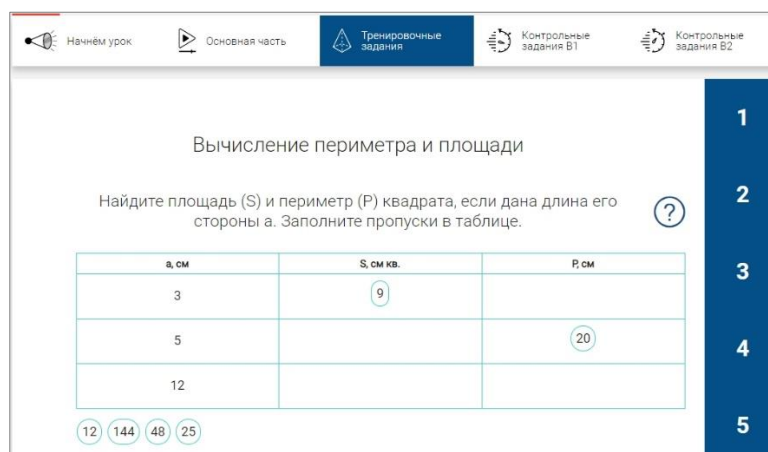 Начнём урок
Основная часть
Тренировочные
задания
Контрольные
задания В1
Контрольные
задания В2
Вычисление периметра и площади
Найдите площадь (S) и периметр (P) квадрата, если дана длина его
стороны а. Заполните пропуски в таблице.
?
а, см S, см кв. P, см
3 9
5 20
12
12 144 48 25
1
2
3
4
5